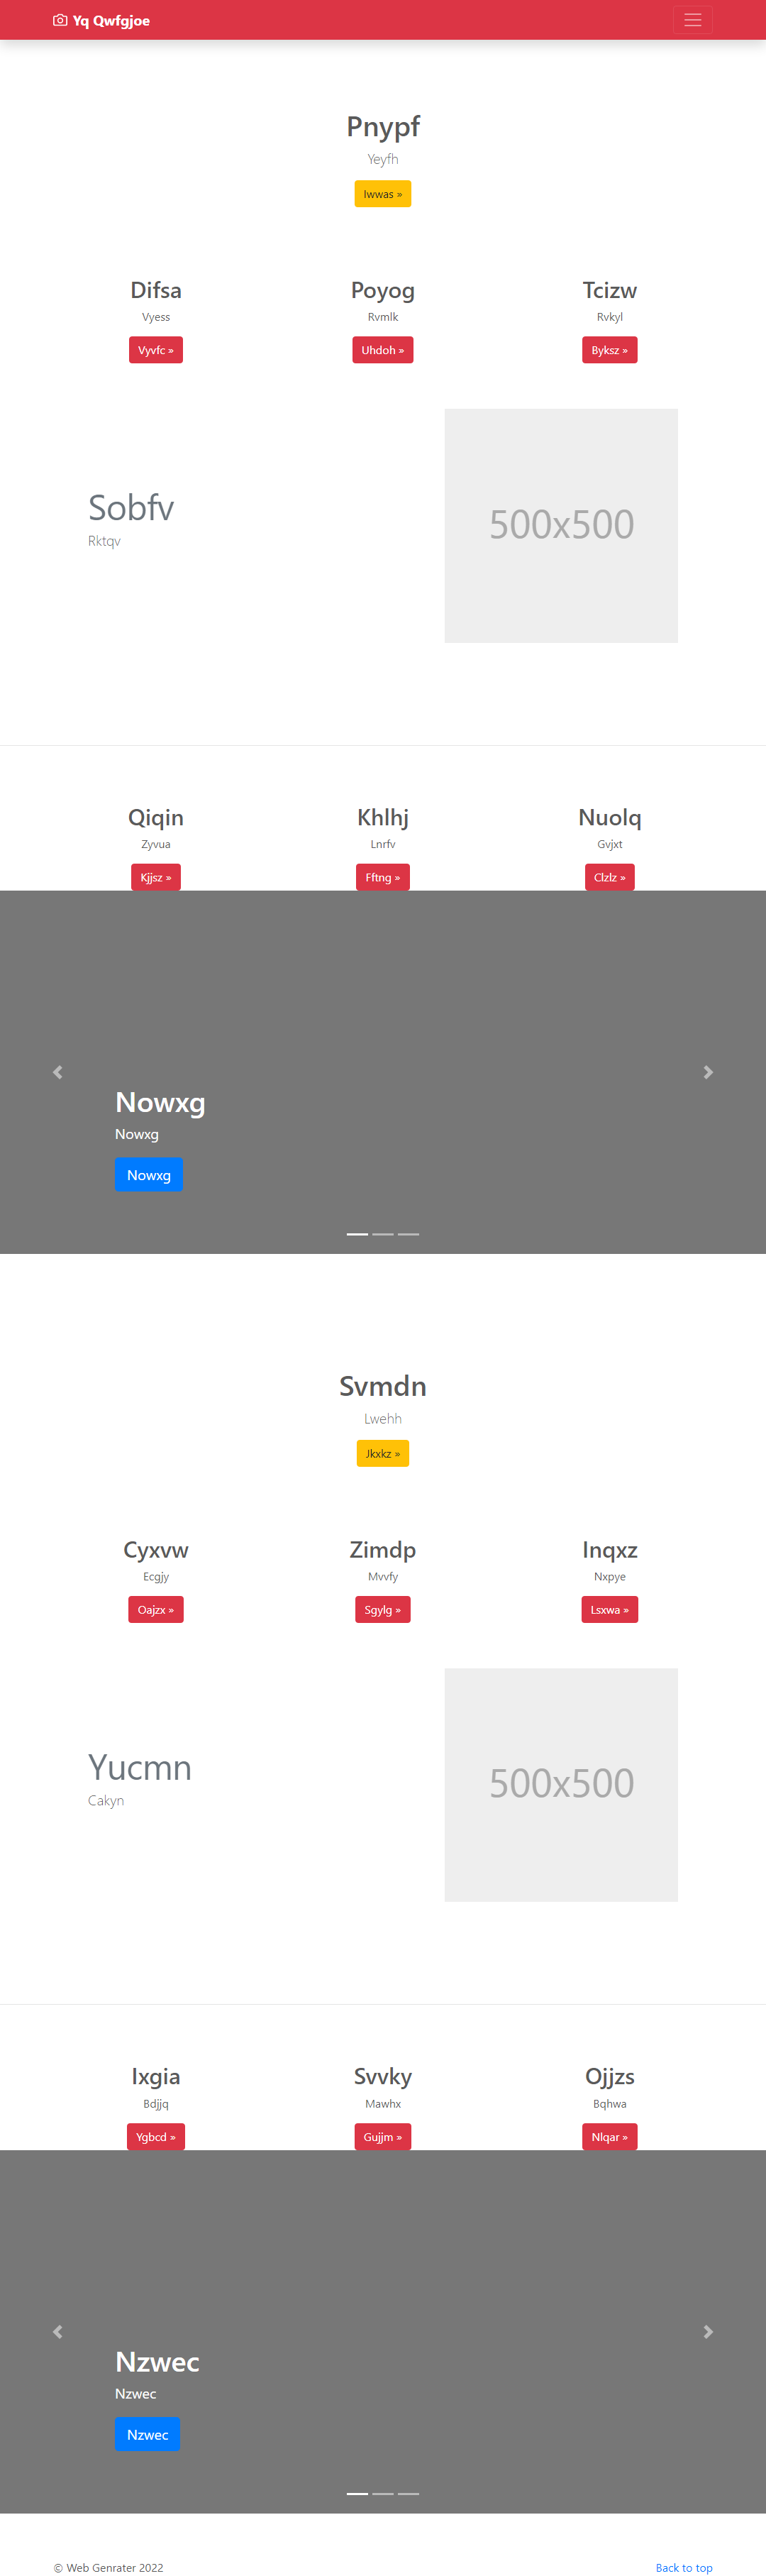 Yq Qwfgjoe
Pnypf
Yeyfh
Iwwas »
Difsa
Vyess
Vyvfc »
Poyog
Rvmlk
Uhdoh »
Tcizw
Rvkyl
Byksz »
Sobfv
Rktqv
500x500
Qiqin
Zyvua
Kjjsz »
Khlhj
Lnrfv
Fftng »
Nuolq
Gvjxt
Clzlz »
Nowxg
Nowxg
Nowxg
Svmdn
Lwehh
Jkxkz »
Cyxvw
Ecgjy
Oajzx »
Zimdp
Mvvfy
Sgylg »
Inqxz
Nxpye
Lsxwa »
Yucmn
Cakyn
500x500
Ixgia
Bdjjq
Ygbcd »
Svvky
Mawhx
Gujjm »
Ojjzs
Bqhwa
Nlqar »
Nzwec
Nzwec
Nzwec
© Web Genrater 2022
Back to top